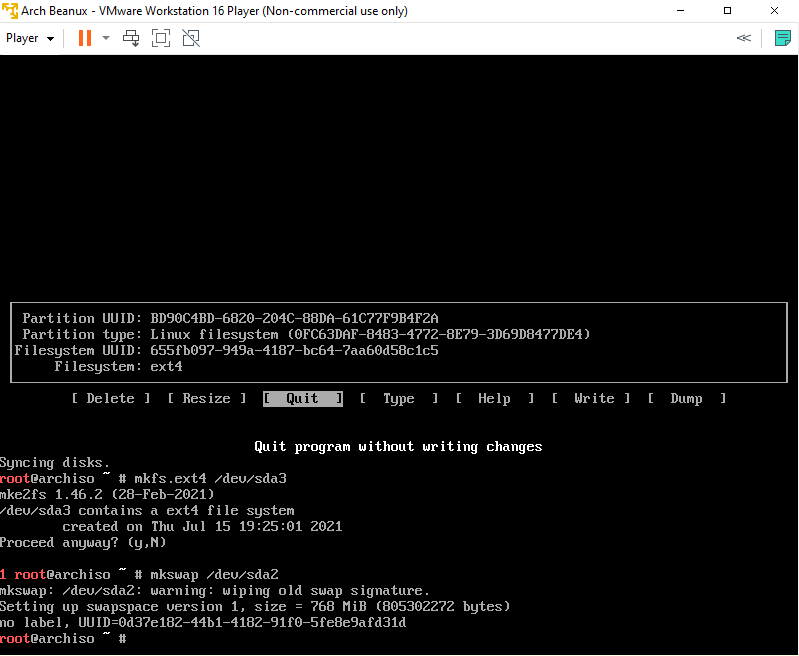 Arch Beanux - VMware Workstation 16 Player (Non-commercial use only)
Player
Partition UUID: BD90C4BD-6820-204C-88DA-61C77F9B4F2A
Partition type: Linux filesystem (0FC63DAF-8483-4772-8E79-3D69D8477DE4)
Filesystem UUID: 655fb097-949a-4187-bc64-7aa60d58c1c5
Filesystem: ext4
[ Delete ] [ Resize ] [ Quit ] [ Type ] [ Help ] [ Write ] [ Dump ]
Quit program without writing changes
Syncing disks.
root@archiso ~ # mkfs.ext4 /dev/sda3
mke2fs 1.46.2 (28-Feb-2021)
/dev/sda3 contains a ext4 file system
created on Thu Jul 15 19:25:01 2021
Proceed anyway? (y,N)
1 root@archiso ~ # mkswap /dev/sda2
mkswap: /dev/sda2: warning: wiping old swap signature.
Setting up swapspace version 1, size = 768 MiB (805302272 bytes)
no label, UUID=0d37e182-44b1-4182-91f0-5fe8e9afd31d
root@archiso ~ #